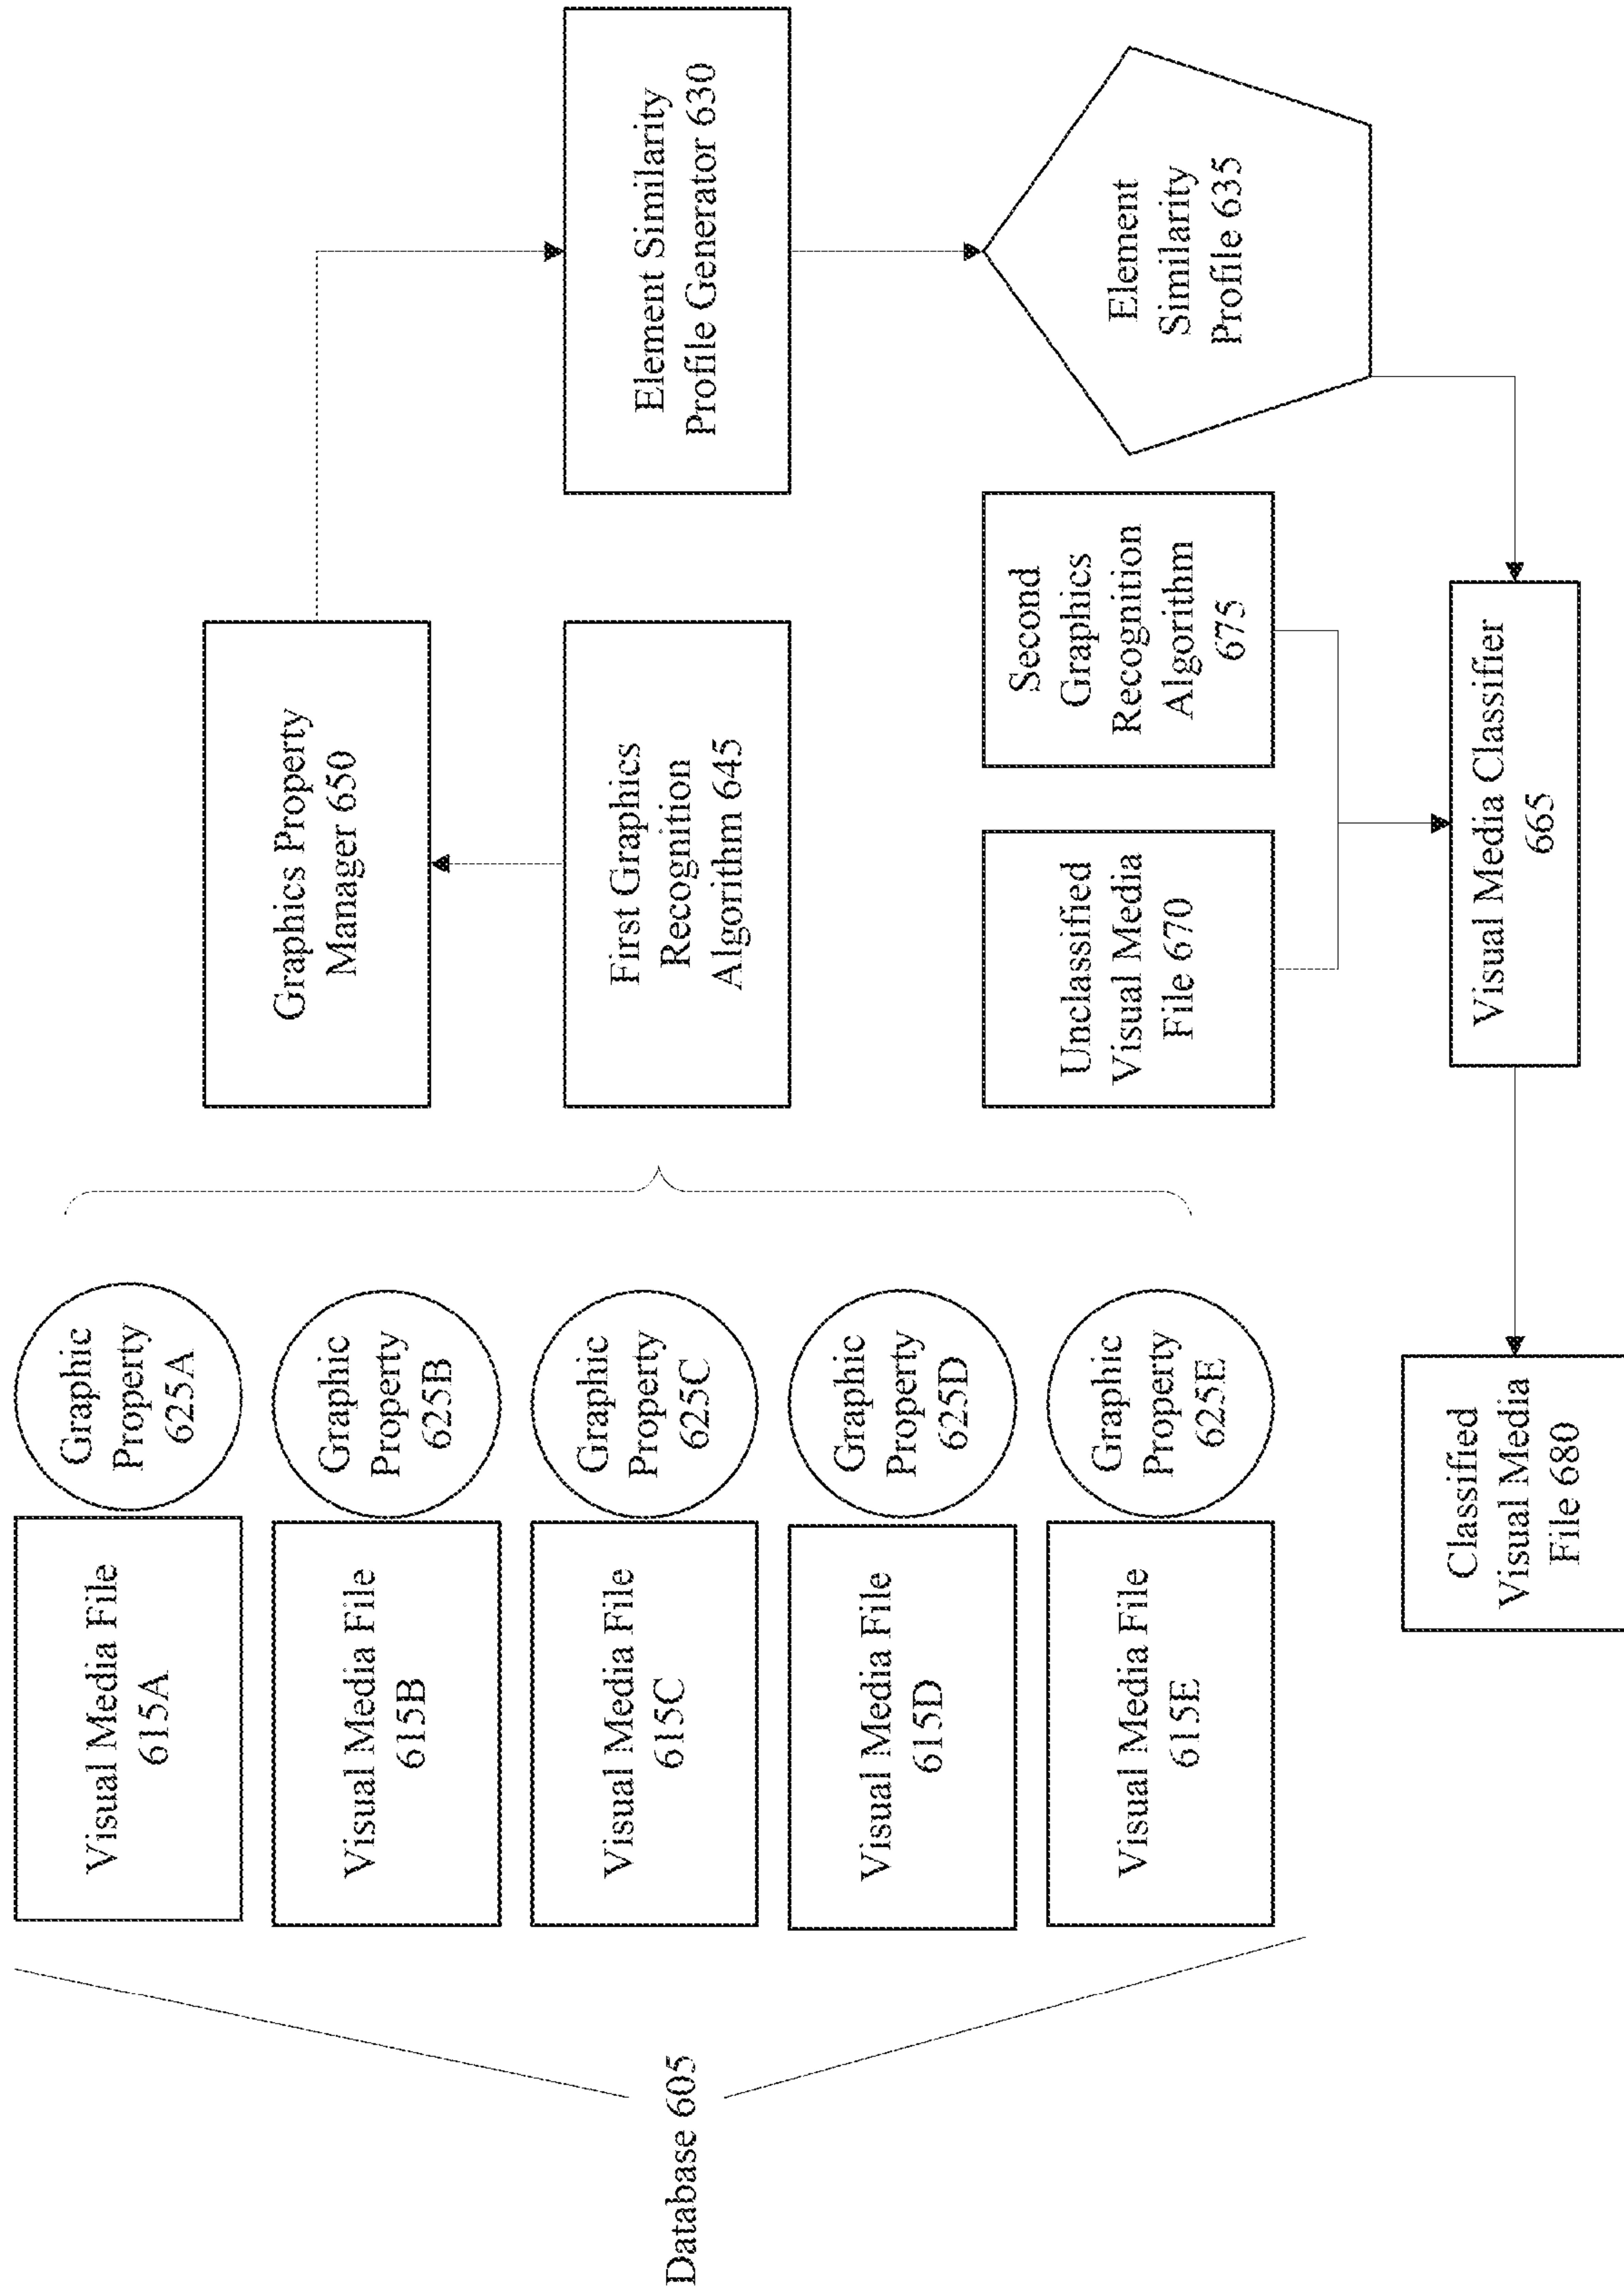 Database 605
Visual Media File
615A
Graphic
Property
625A
Visual Media File
615B
Graphic
Property
625B
Visual Media File
615C
Graphic
Property
625C
Visual Media File
615D
Graphic
Property
625D
Visual Media File
615E
Graphic
Property
625E
Graphics Property
Manager 650
First Graphics
Recognition
Algorithm 645
Element Similarity
Profile Generator 630
Element
Similarity
Profile 635
Unclassified
Visual Media
File 670
Second
Graphics
Recognition
Algorithm
675
Visual Media Classifier
665
Classified
Visual Media
File 680